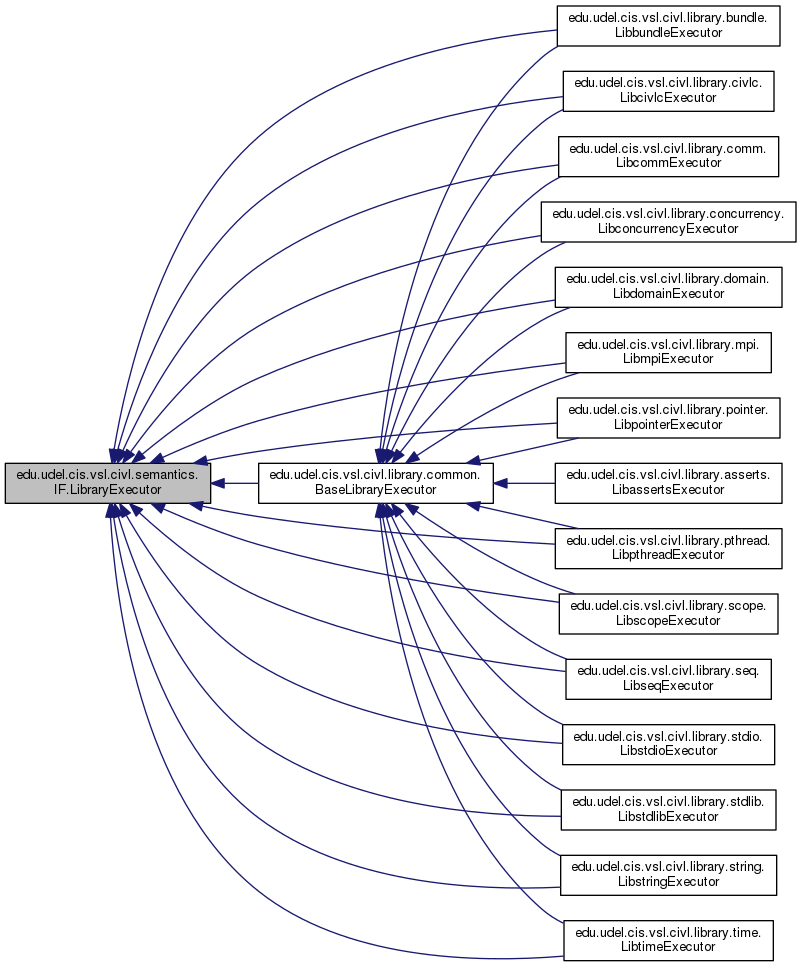 edu.udel.cis.vsl.civl.library.bundle.
LibbundleExecutor
edu.udel.cis.vsl.civl.library.civlc.
LibcivlcExecutor
edu.udel.cis.vsl.civl.library.comm.
LibcommExecutor
edu.udel.cis.vsl.civl.library.concurrency.
LibconcurrencyExecutor
edu.udel.cis.vsl.civl.library.domain.
LibdomainExecutor
edu.udel.cis.vsl.civl.library.mpi.
LibmpiExecutor
edu.udel.cis.vsl.civl.library.pointer.
LibpointerExecutor
edu.udel.cis.vsl.civl.semantics.
IF.LibraryExecutor
edu.udel.cis.vsl.civl.library.common.
BaseLibraryExecutor
edu.udel.cis.vsl.civl.library.asserts.
LibassertsExecutor
edu.udel.cis.vsl.civl.library.pthread.
LibpthreadExecutor
edu.udel.cis.vsl.civl.library.scope.
LibscopeExecutor
edu.udel.cis.vsl.civl.library.seq.
LibseqExecutor
edu.udel.cis.vsl.civl.library.stdio.
LibstdioExecutor
edu.udel.cis.vsl.civl.library.stdlib.
LibstdlibExecutor
edu.udel.cis.vsl.civl.library.string.
LibstringExecutor
edu.udel.cis.vsl.civl.library.time.
LibtimeExecutor